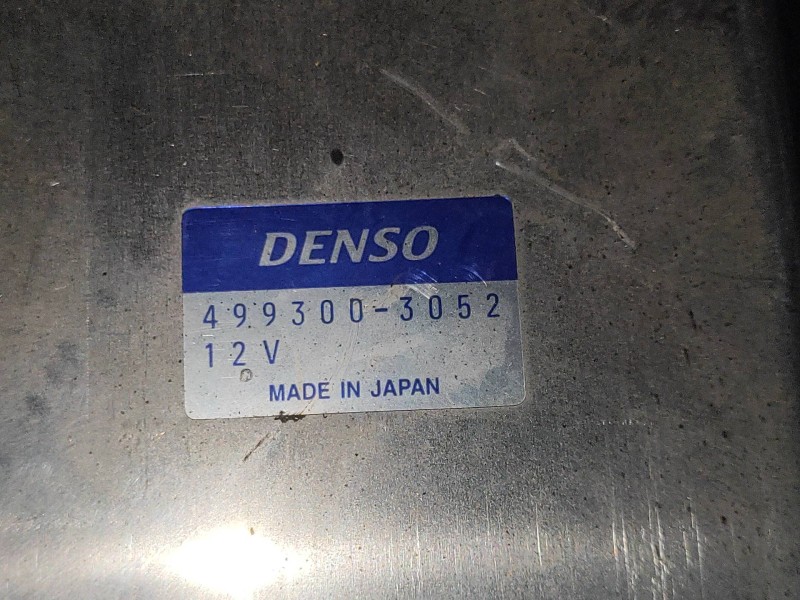 DENSO
499300-3052
12V
MADE IN JAPAN